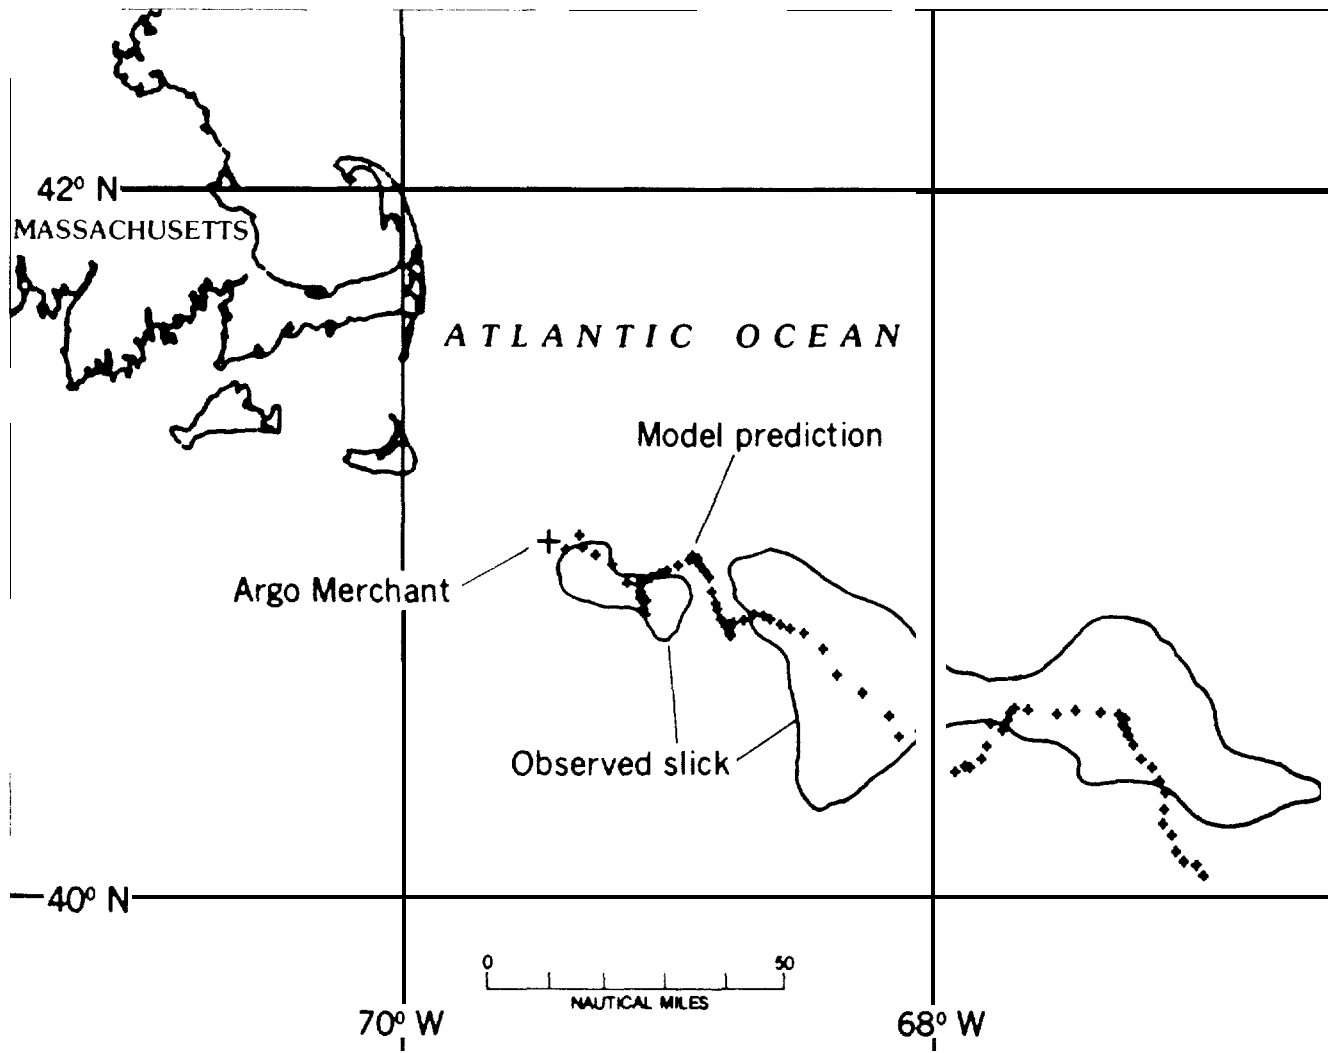 42° N
MASSACHUSETTS
ATLANTIC OCEAN
Model prediction
Argo Merchant
Observed slick
40° N
0 50
NAUTICAL MILES
70° W 68° W